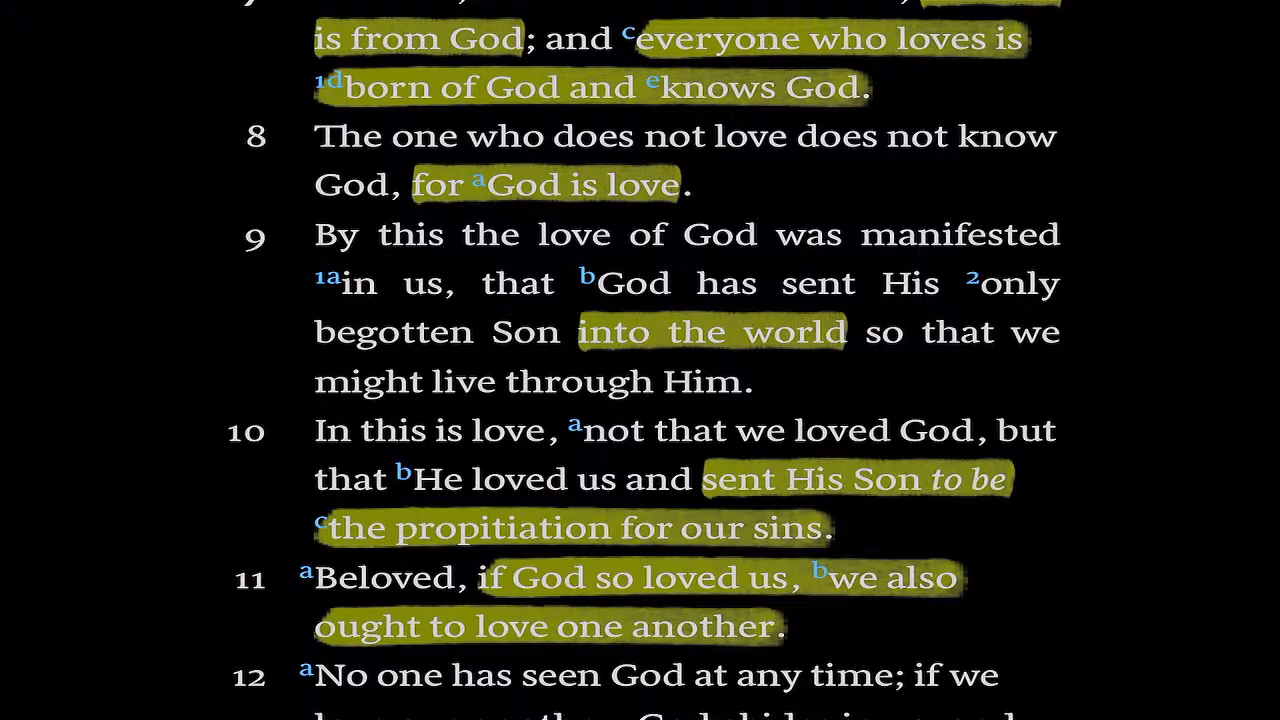 is from God; and ceveryone who loves is
1dborn of God and eknows God.
8 The one who does not love does not know
God, for aGod is love.
9 By this the love of God was manifested
1ain us, that bGod has sent His 2only
begotten Son into the world so that we
might live through Him.
10 In this is love, anot that we loved God, but
that bHe loved us and sent His Son to be
cthe propitiation for our sins.
11 aBeloved, if God so loved us, bwe also
ought to love one another.
12 aNo one has seen God at any time; if we